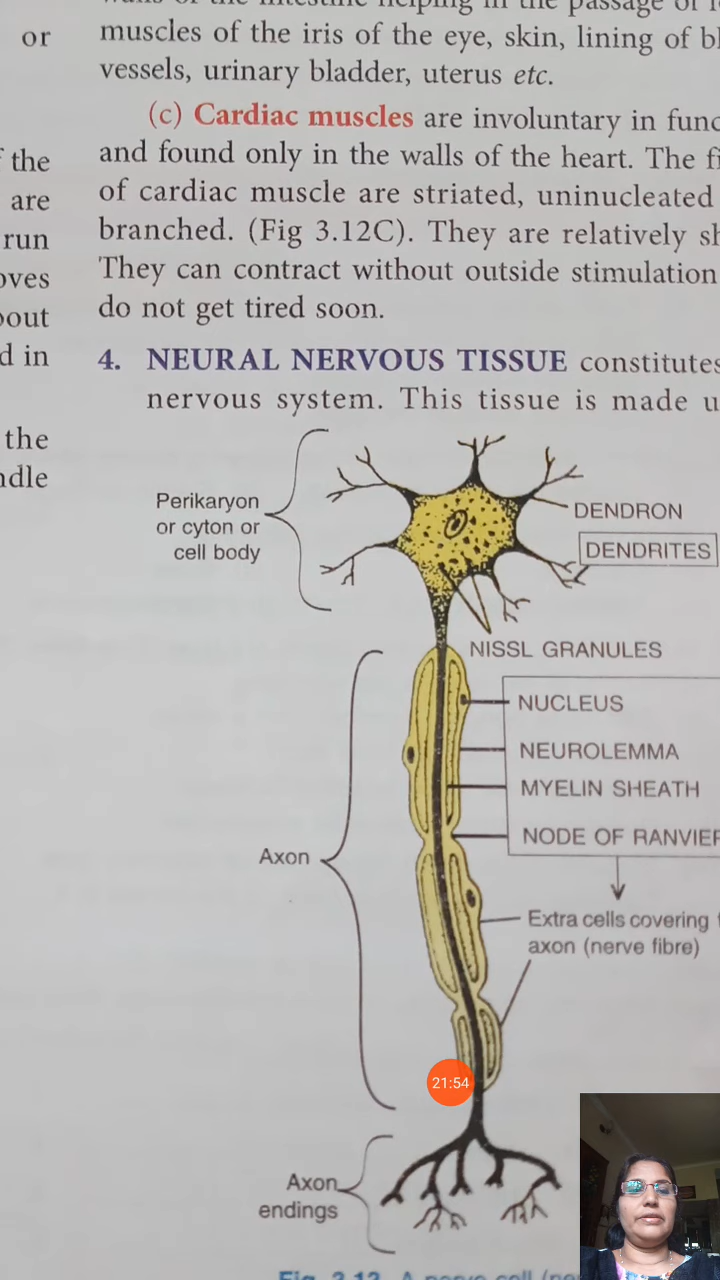 or
the
are
run
oves
bout
d in
the
ndle
muscles of the iris of the eye, skin, lining of bl
vessels, urinary bladder, uterus etc.
(c) Cardiac muscles are involuntary in func
and found only in the walls of the heart. The fi
of cardiac muscle are striated, uninucleated
branched. (Fig 3.12C). They are relatively sh
They can contract without outside stimulation
do not get tired soon.
4. NEURAL NERVOUS TISSUE constitutes
nervous system. This tissue is made u
Perikaryon
or cyton or
cell body
DENDRON
DENDRITES
NISSL GRANULES
NUCLEUS
NEUROLEMMA
MYELIN SHEATH
NODE OF RANVIER
Axon
Extra cells covering
axon (nerve fibre)
21:54
Axon
endings